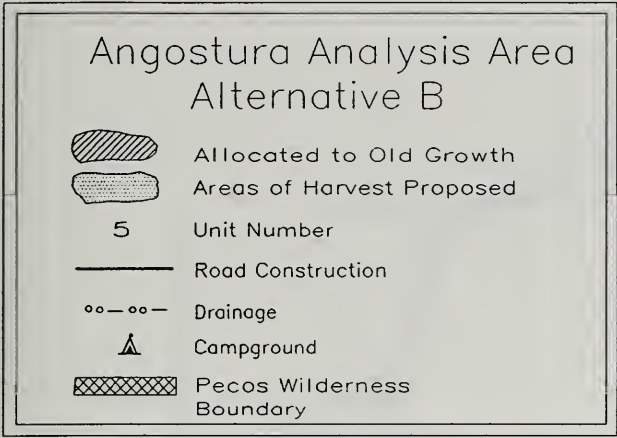 Angostura Analysis Area
Alternative B
Allocated to Old Growth
Areas of Harvest Proposed
5 Unit Number
Road Construction
Drainage
Campground
Pecos Wilderness
Boundary